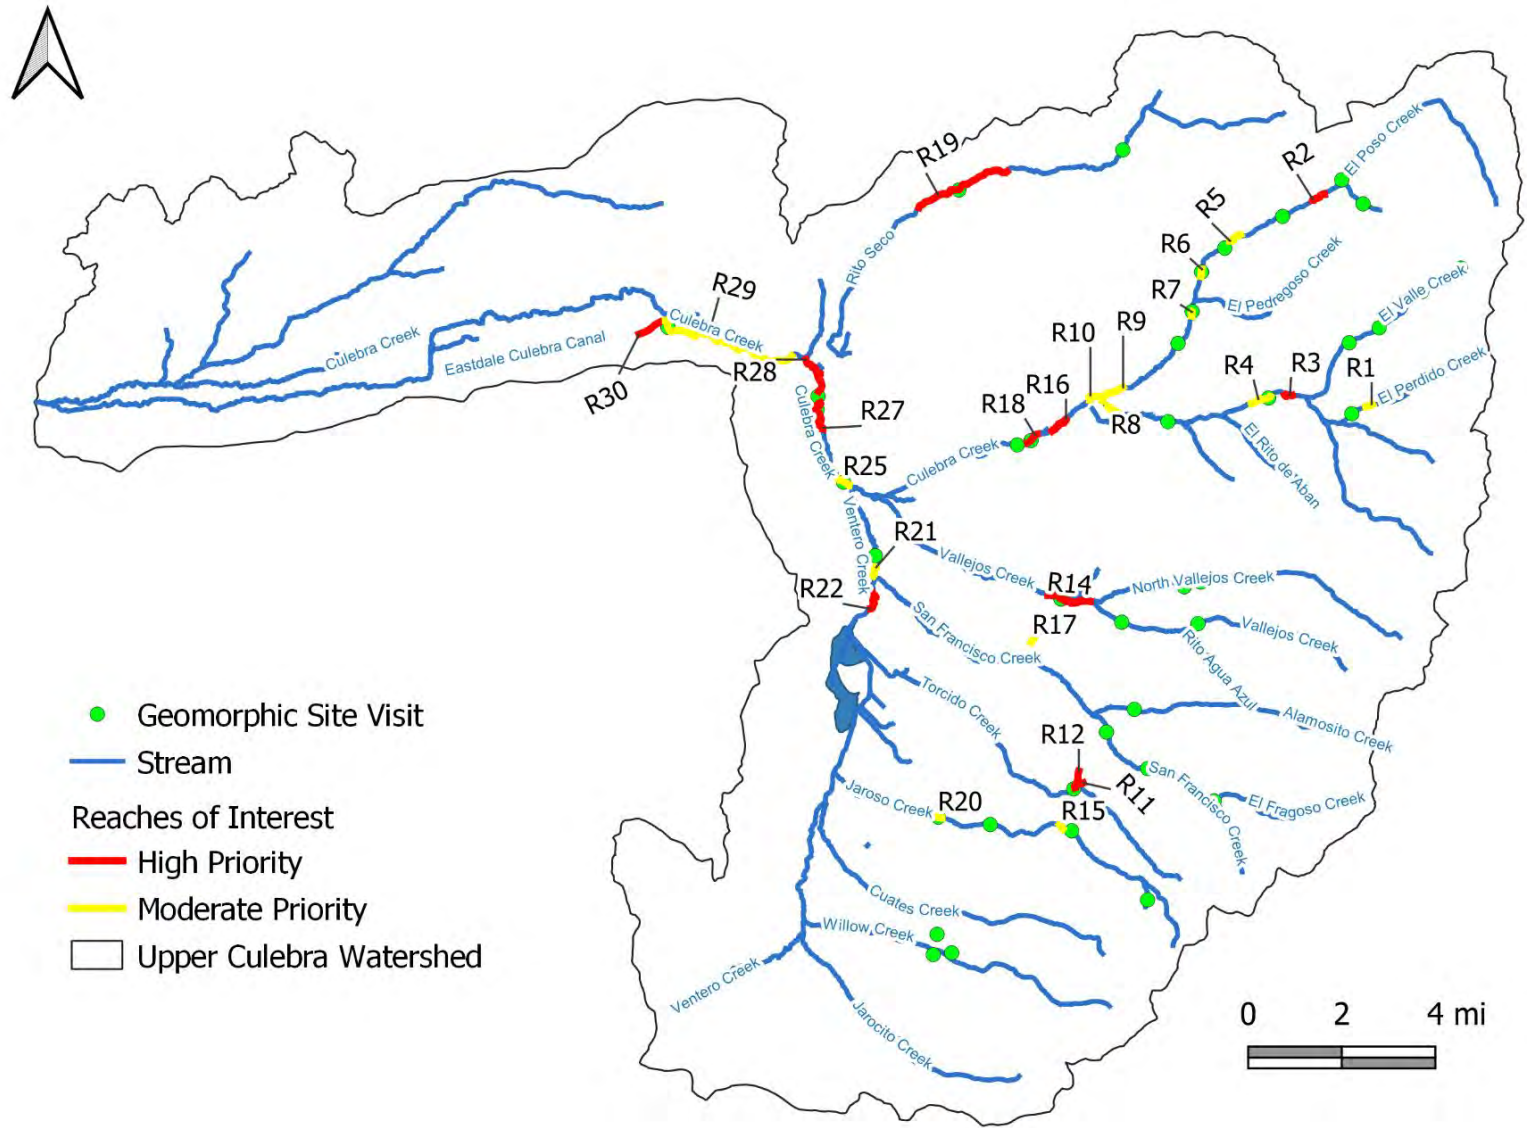 El Poso Creek
R19
R2
R5
Rito Seco
R6
El Pedregoso Creek
El Valle Creek
R29
R7
Culebra Creek
R10
R9
Culebra Creek
Eastdale Culebra Canal
R28
R30
R4
R3
R1
El Perdido Creek
R16
R18
Culebra Creek
R27
R8
El Rito de Aban
Culebra Creek
R25
Ventero Creek
R21
Vallejos Creek
R14
North Vallejos Creek
R22
San Francisco Creek
R17
Vallejos Creek
Rito Agua Azul
Torcido Creek
Alamosito Creek
Geomorphic Site Visit
Stream
R12
R11
San Francisco Creek
El Fragoso Creek
Jaroso Creek
R20
R15
Reaches of Interest
High Priority
Moderate Priority
Upper Culebra Watershed
Cuates Creek
Willow Creek
Ventero Creek
Jarocito Creek
0 2 4 mi